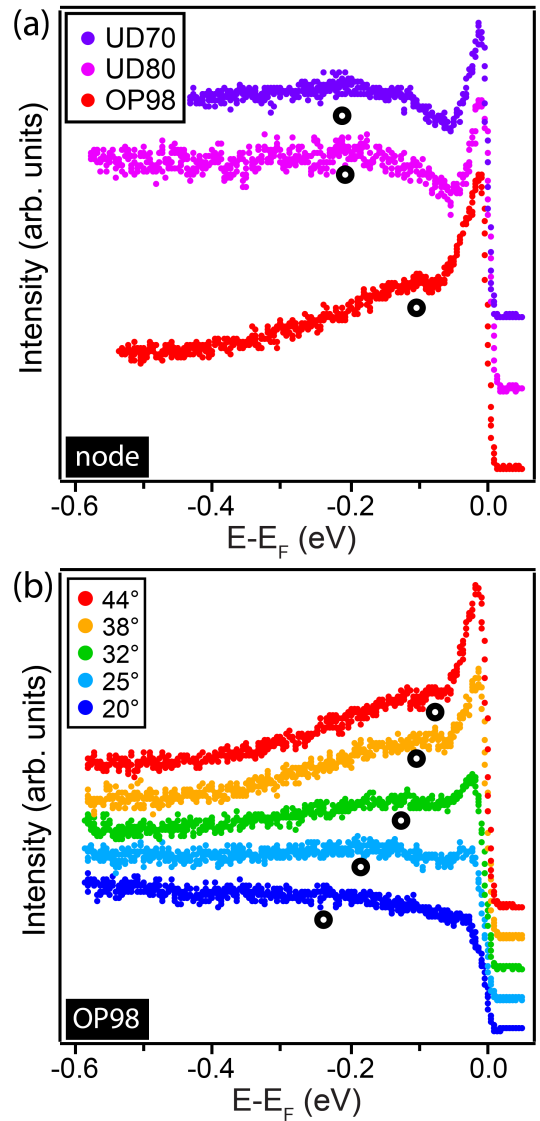 (a)
UD70
UD80
OP98
Intensity (arb. units)
node
-0.6 -0.4 -0.2 0.0
E-E_F (eV)
(b)
44°
38°
32°
25°
20°
Intensity (arb. units)
OP98
-0.6 -0.4 -0.2 0.0
E-E_F (eV)